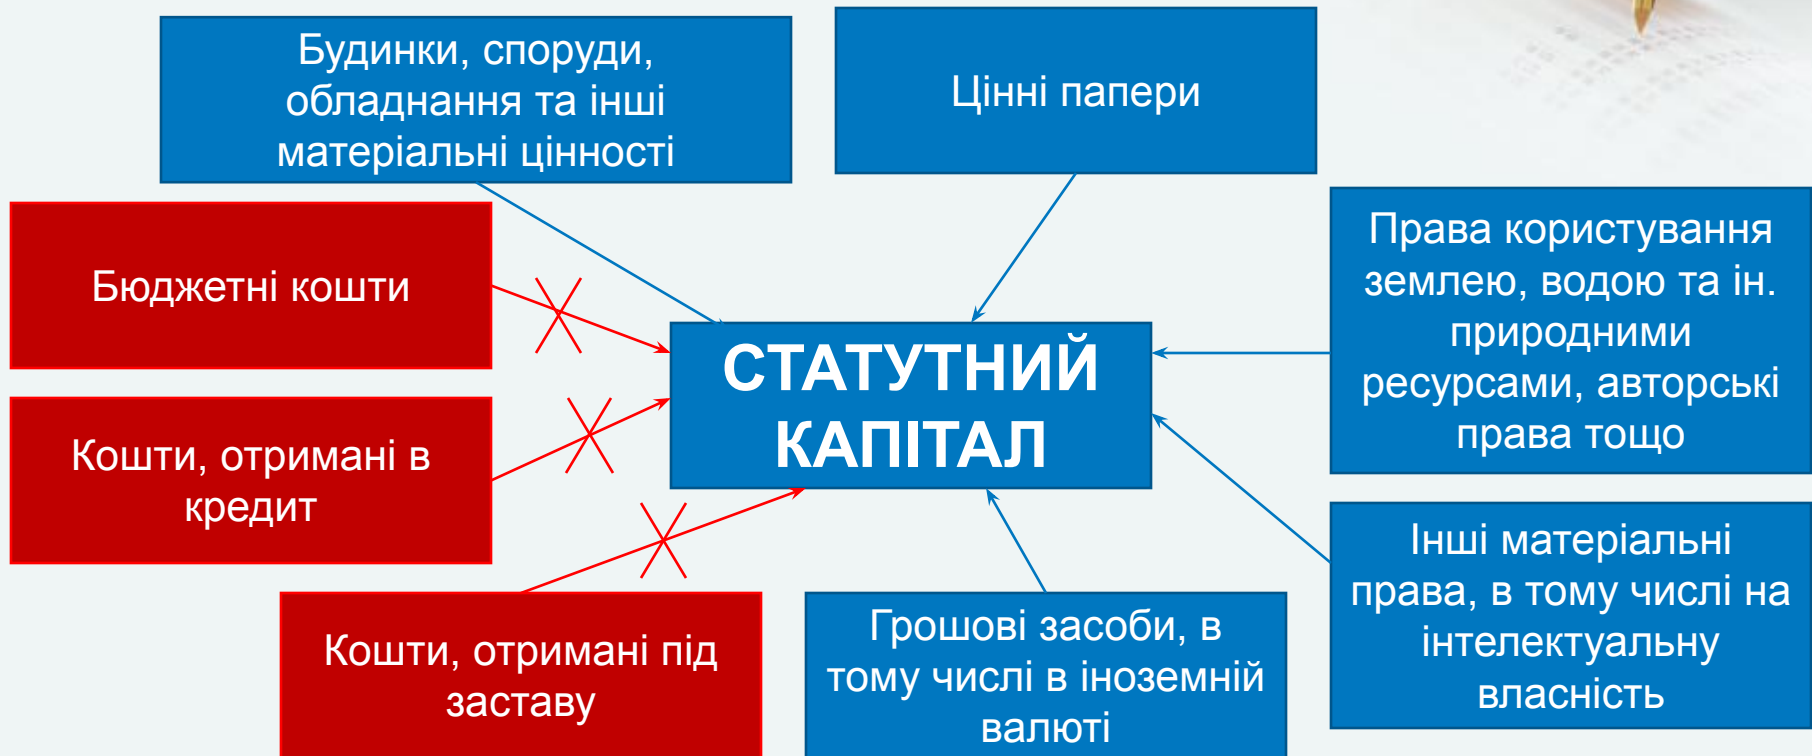 Будинки, споруди,
обладнання та інші
матеріальні цінності
Цінні папери
Бюджетні кошти
Права користування
землею, водою та ін.
природними
ресурсами, авторські
права тощо
СТАТУТНИЙ
КАПІТАЛ
Кошти, отримані в
кредит
Інші матеріальні
права, в тому числі на
інтелектуальну
власність
Кошти, отримані під
заставу
Грошові засоби, в
тому числі в іноземній
валюті